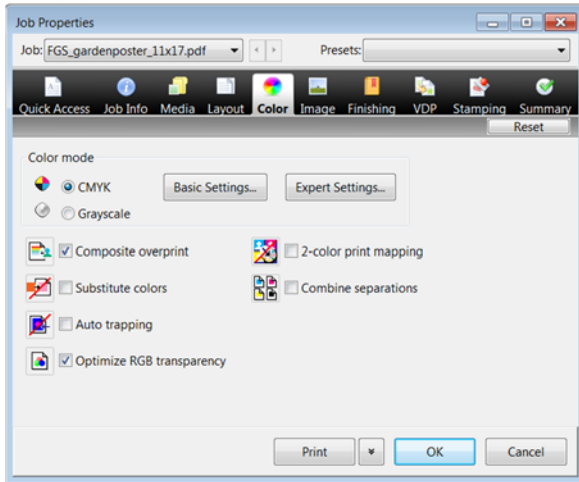 Job Properties
Job: FGS_gardenposter_11x17.pdf Presets:
Quick Access Job Info Media Layout Color Image Finishing VDP Stamping Summary
Reset
Color mode
CMYK Basic Settings... Expert Settings...
Grayscale
Composite overprint 2-color print mapping
Substitute colors Combine separations
Auto trapping
Optimize RGB transparency
Print OK Cancel